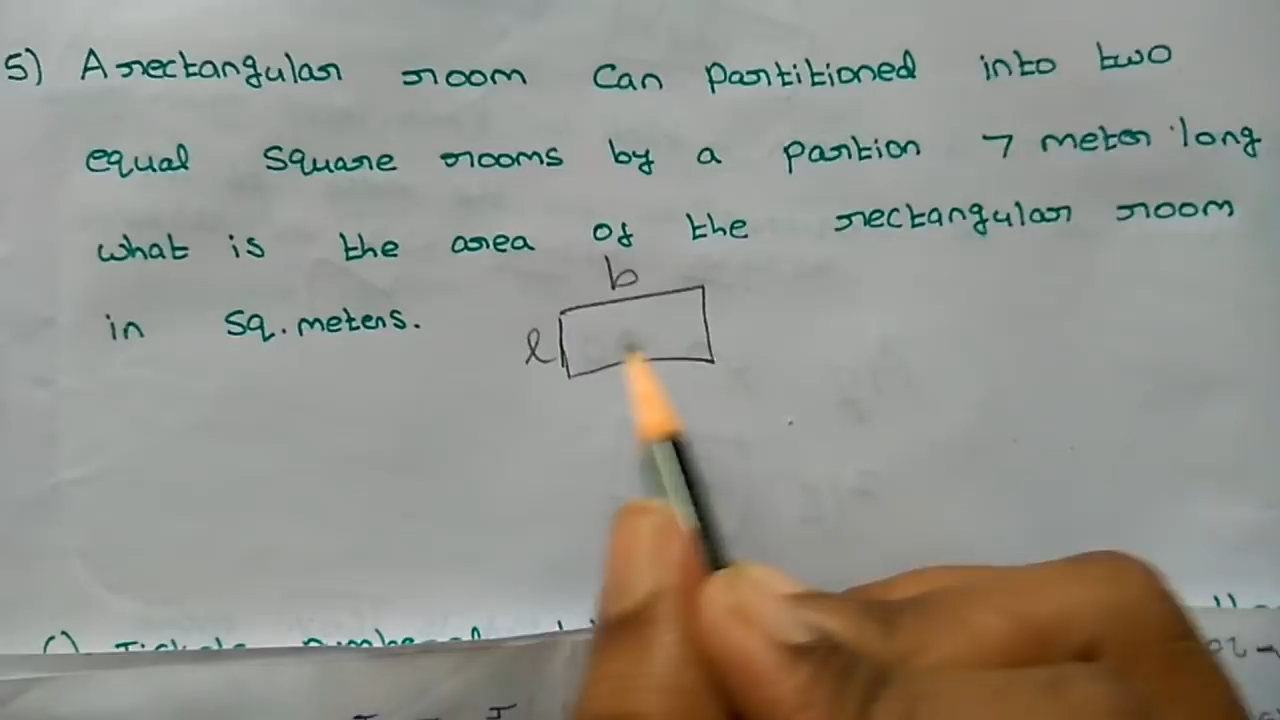 5) A rectangular room can partitioned into two
equal square rooms by a partion 7 meter long
what is the area of the rectangular room
in sq. meters.
b
l